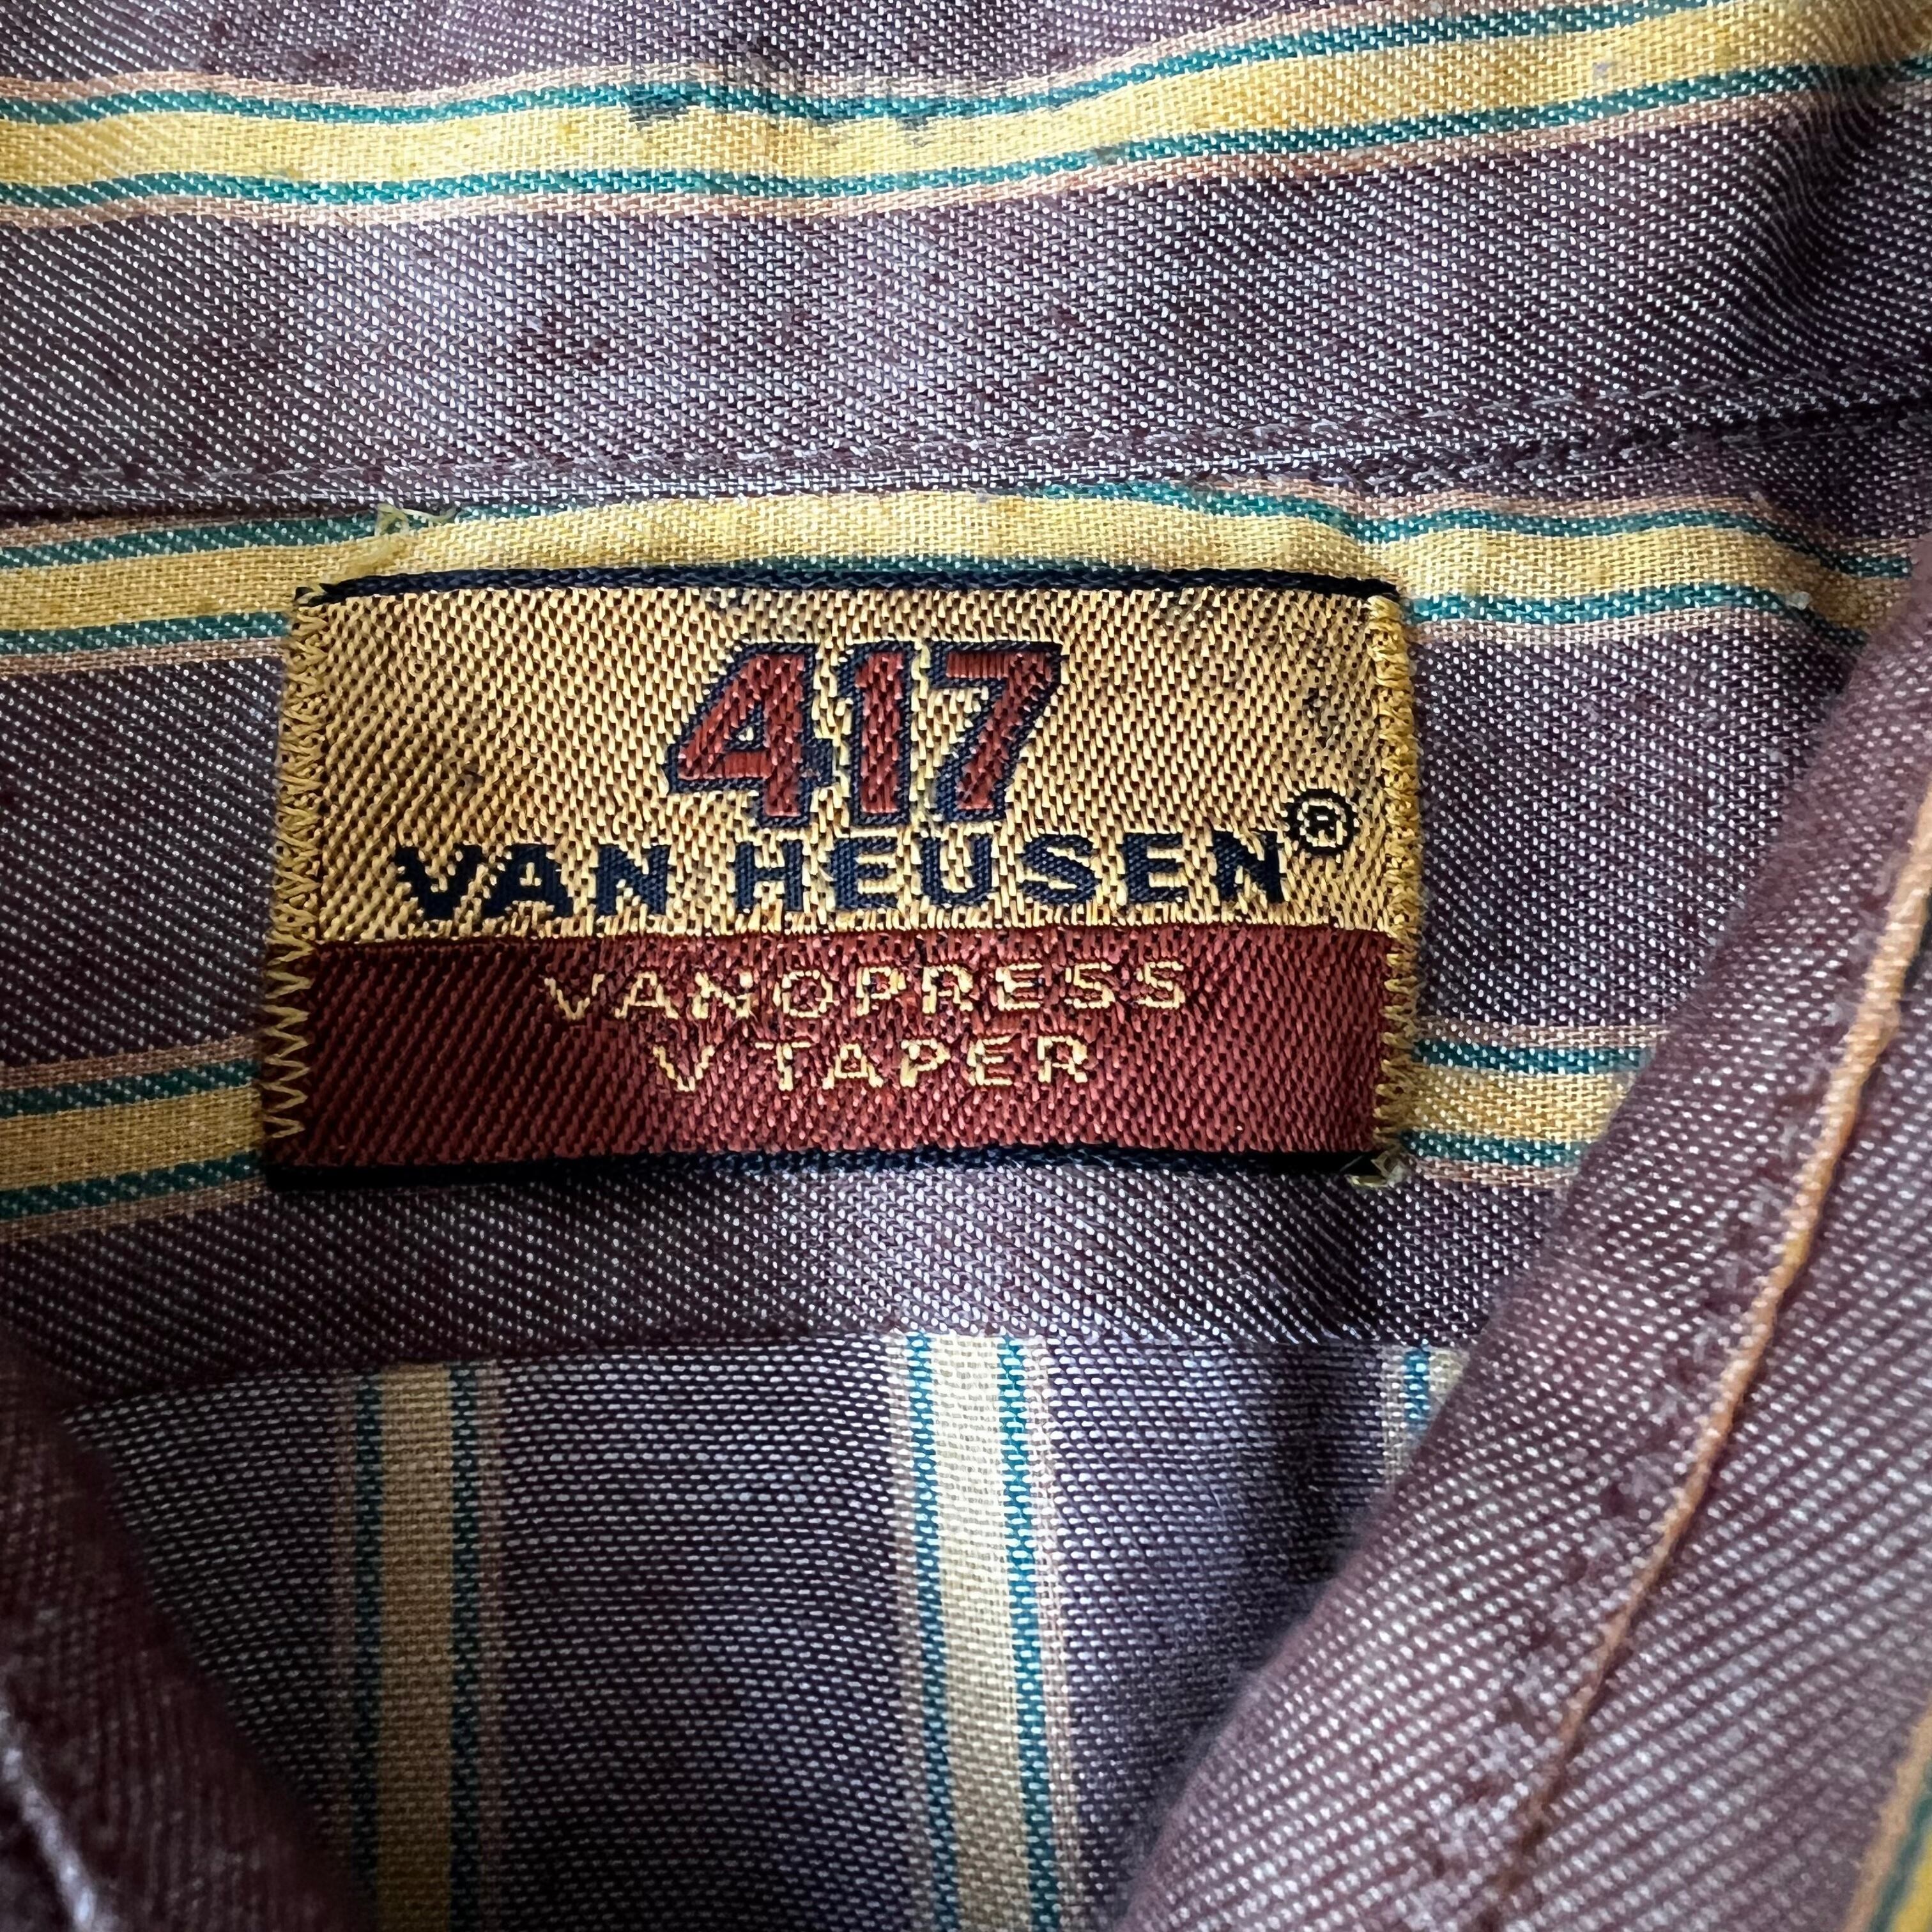 417
VAN HEUSEN®
VANOPRESS
V TAPER